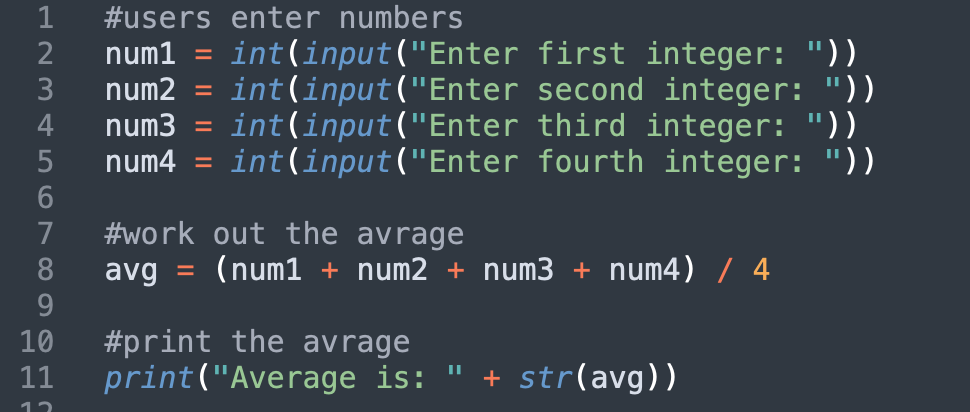 1 #users enter numbers
2 num1 = int(input("Enter first integer: "))
3 num2 = int(input("Enter second integer: "))
4 num3 = int(input("Enter third integer: "))
5 num4 = int(input("Enter fourth integer: "))
6
7 #work out the avrage
8 avg = (num1 + num2 + num3 + num4) / 4
9
10 #print the avrage
11 print("Average is: " + str(avg))
12